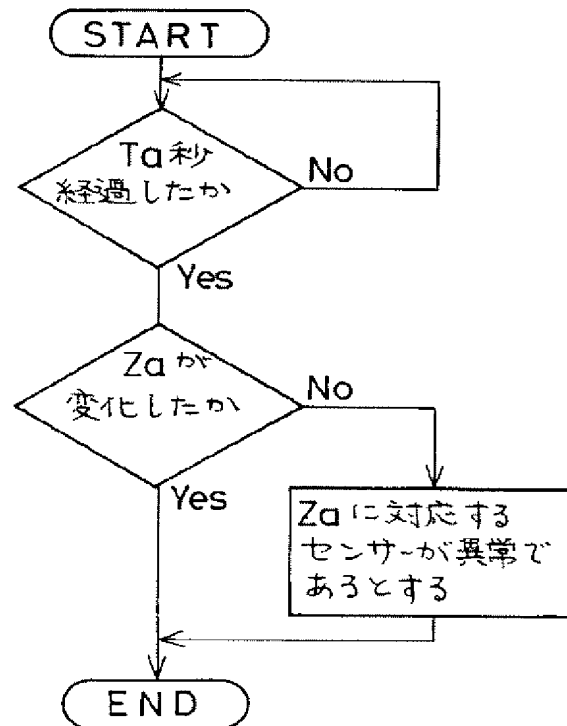 START
Ta秒
経過したか
No
Yes
Zaが
変化したか
No
Yes
Zaに対応する
センサーが異常で
あるとする
END